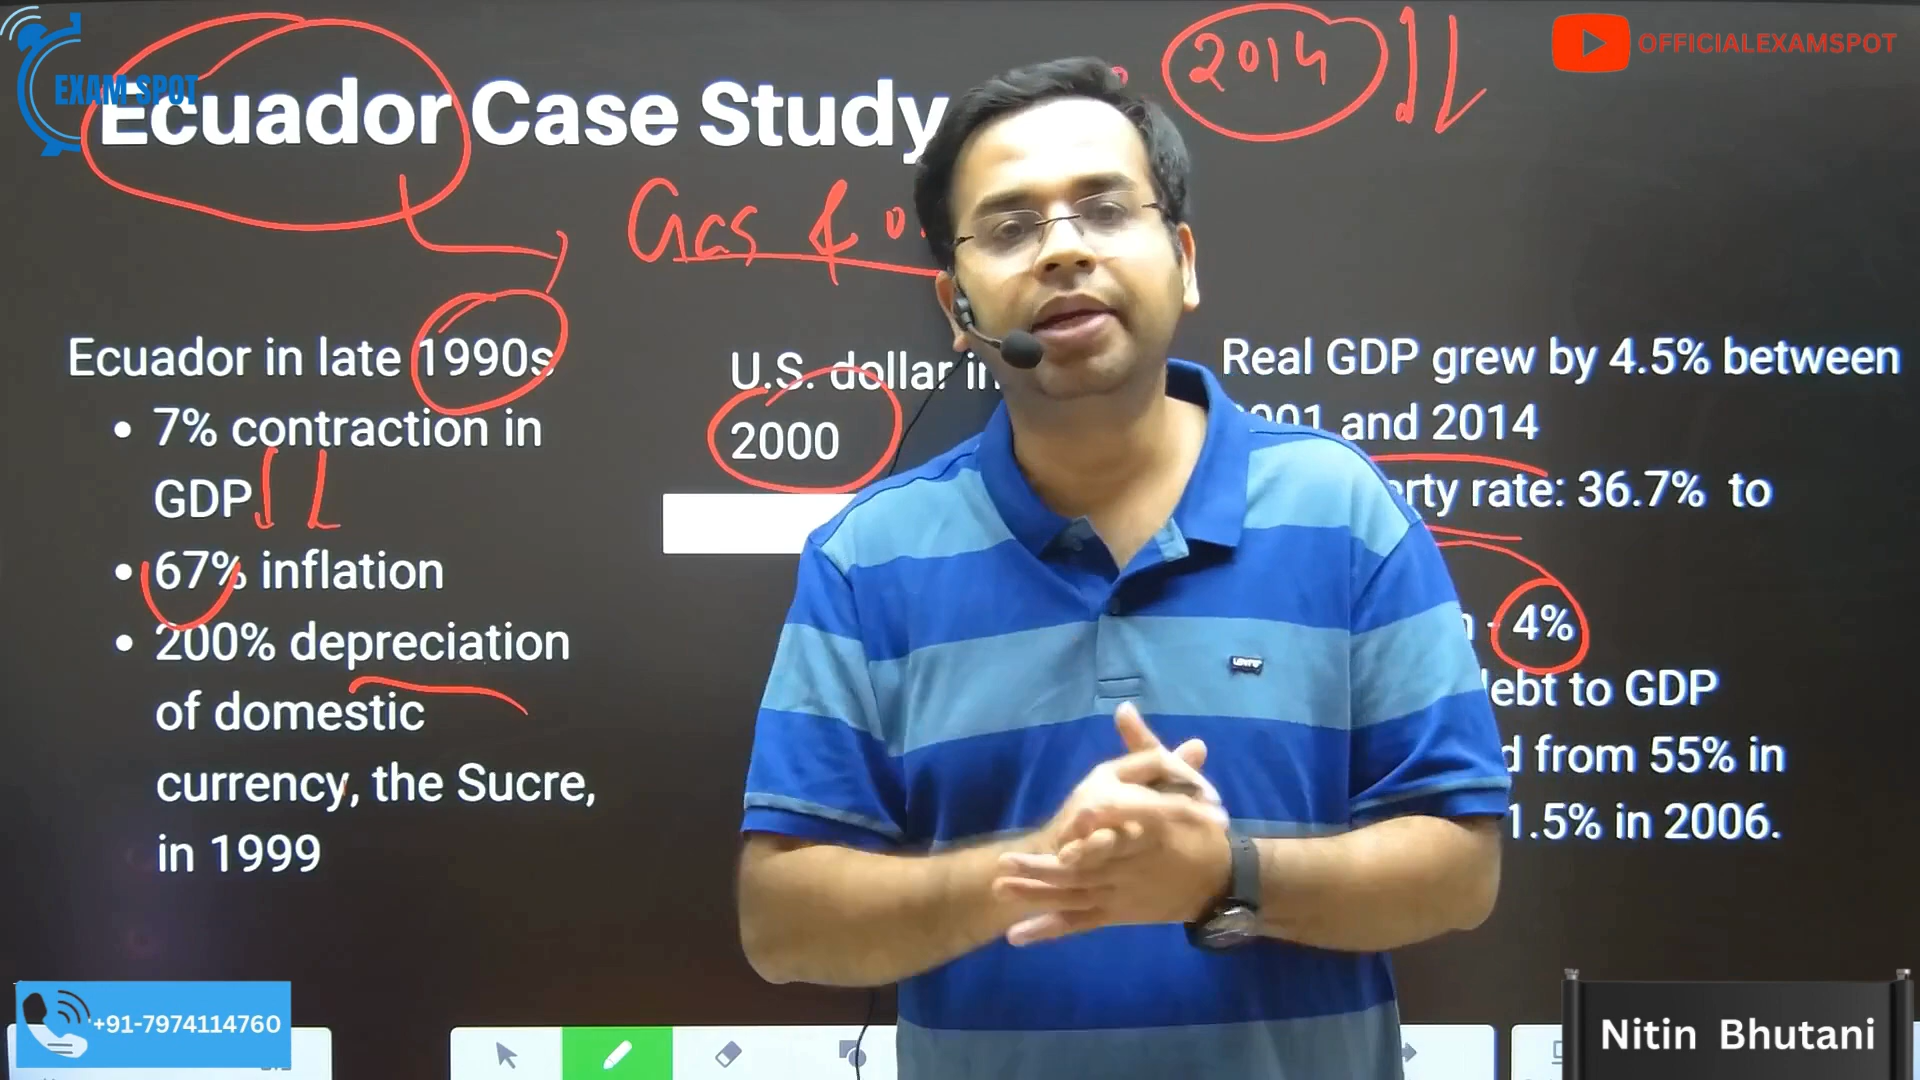 EXAM SPOT
Ecuador Case Study
2014
OFFICIALEXAMSPOT
Gas &
Ecuador in late 1990s
• 7% contraction in
GDP
• 67% inflation
• 200% depreciation
of domestic
currency, the Sucre,
in 1999
U.S. dollar in
2000
Real GDP grew by 4.5% between
and 2014
rate: 36.7% to
- 4%
to GDP
from 55% in
1.5% in 2006.
LEVI'S
+91-7974114760
Nitin Bhutani